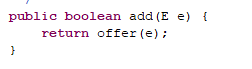 public boolean add(E e) {
    return offer(e);
}